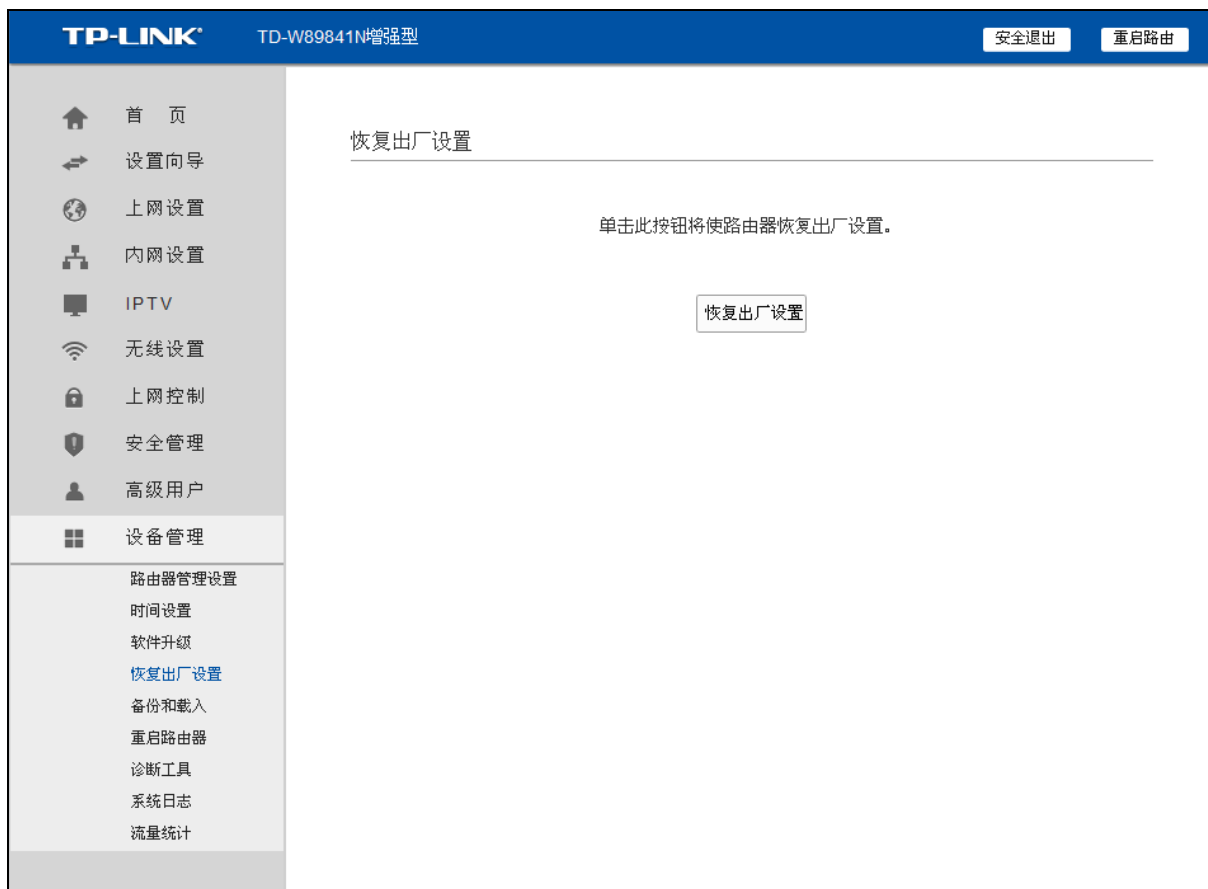 TP-LINK® TD-W89841N增强型 安全退出 重启路由
首 页
设置向导
上网设置
内网设置
IPTV
无线设置
上网控制
安全管理
高级用户
设备管理
路由器管理设置
时间设置
软件升级
恢复出厂设置
备份和载入
重启路由器
诊断工具
系统日志
流量统计
恢复出厂设置
单击此按钮将使路由器恢复出厂设置。
恢复出厂设置